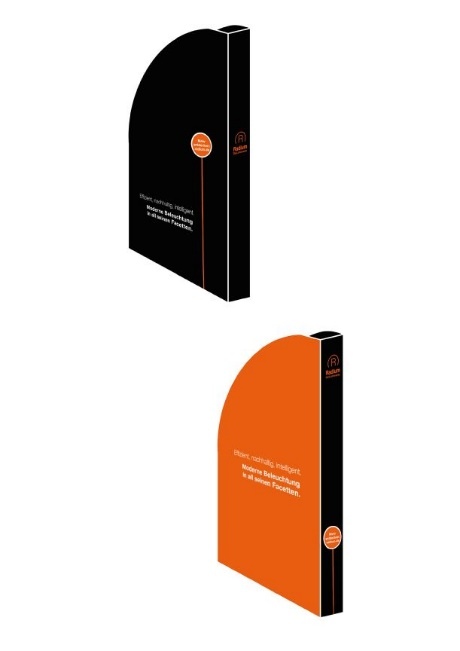 Effizient, nachhaltig, intelligent.
Moderne Beleuchtung
in all seinen Facetten.
Radium
Radium
Effizient, nachhaltig, intelligent.
Moderne Beleuchtung
in all seinen Facetten.